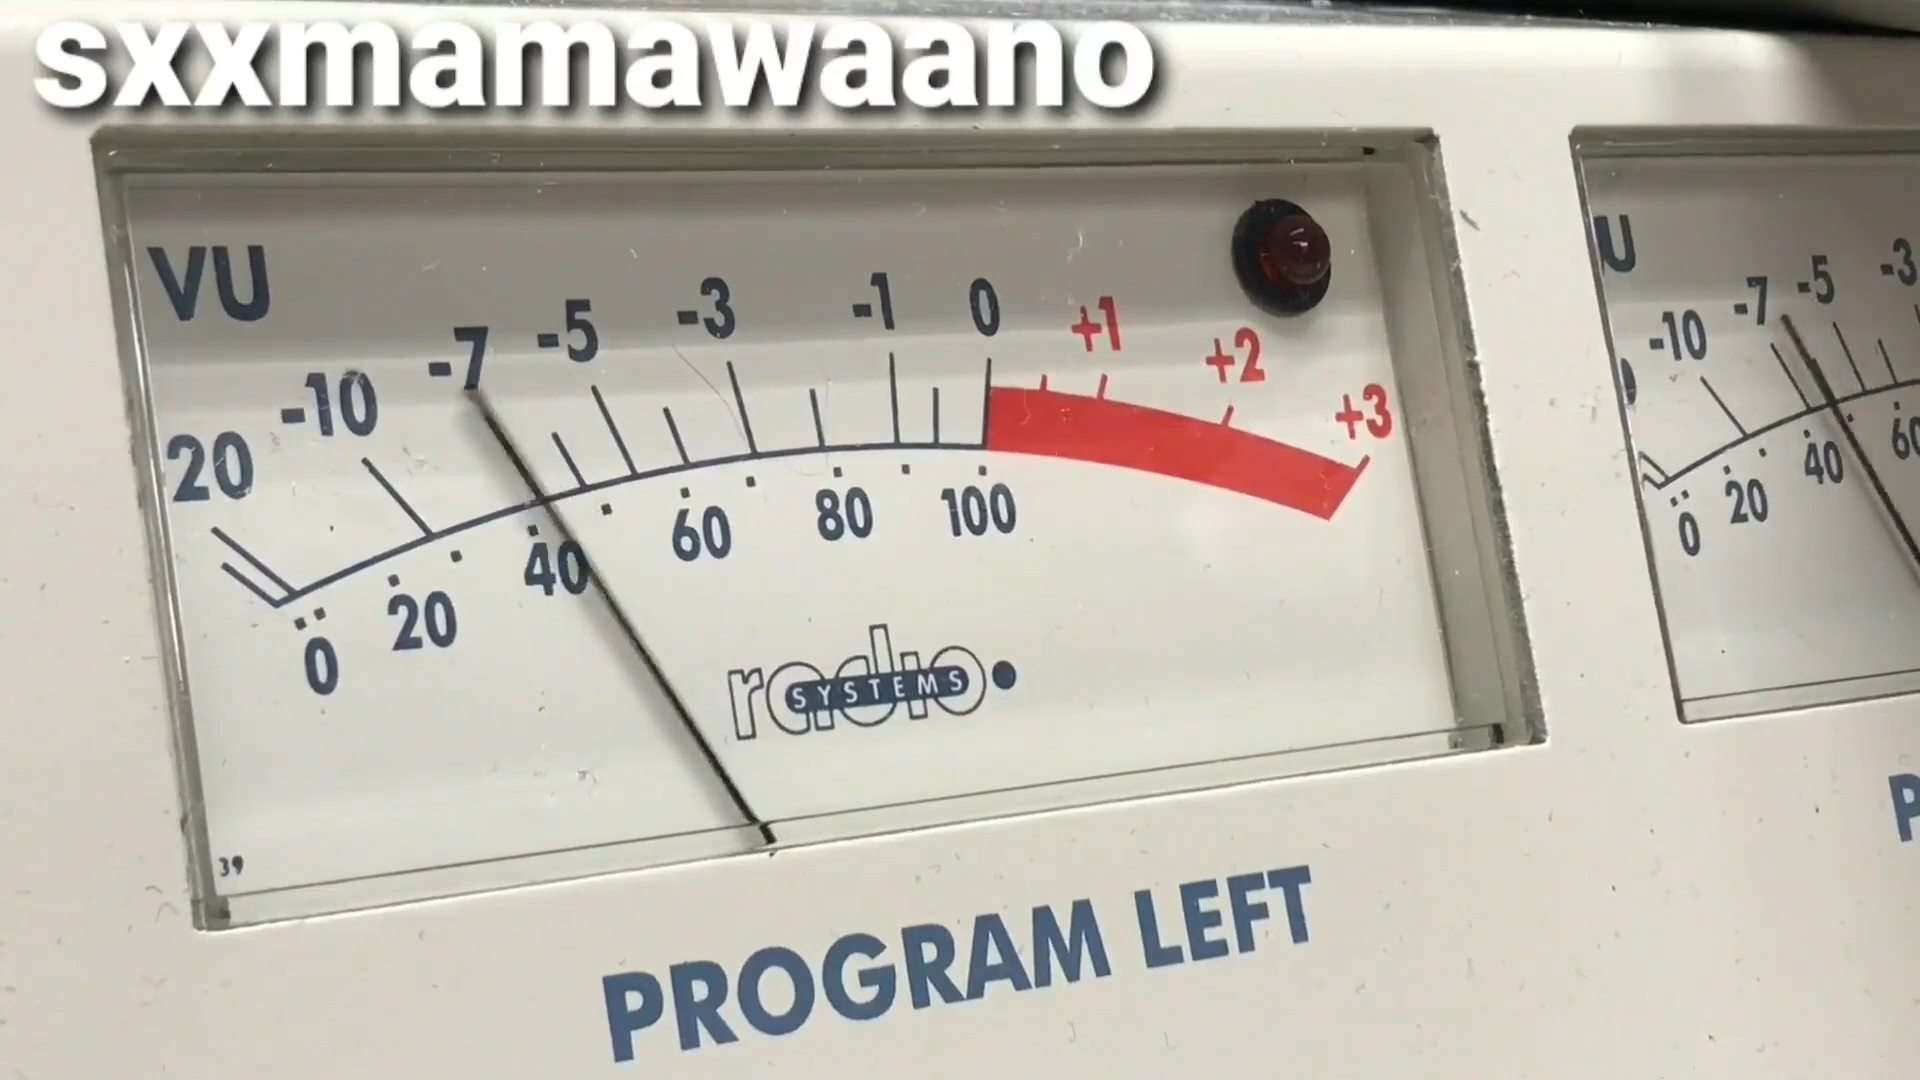 sxxmamawaano
VU
20 -10 -7 -5 -3 -1 0 +1 +2 +3
0 20 40 60 80 100
radio
SYSTEMS
39
PROGRAM LEFT
U
-10 -7 -5 -3
0 20 40 60
P